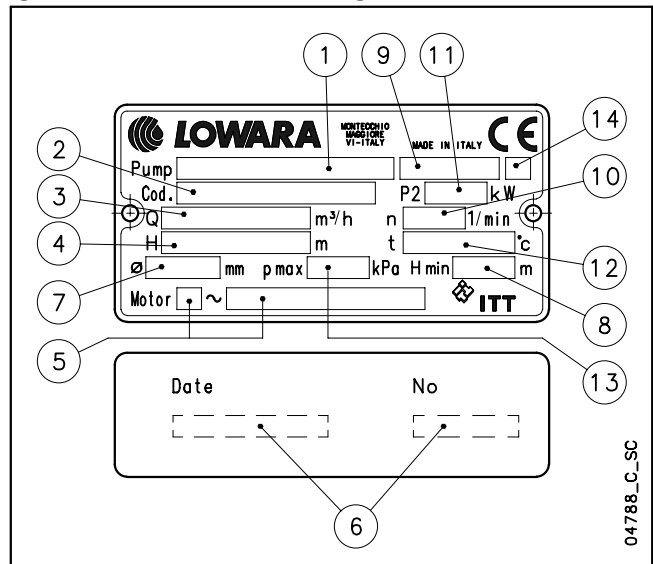 1 9 11
LOWARA MONTECCHIO MAGGIORE VI-ITALY MADE IN ITALY CE
14
2
Pump
Cod. P2 kW
10
3
Q m³/h n 1/min
4
H m t °C
12
ø mm p max kPa H min m
7
Motor ~ ITT
8
5 13
Date No
6
04788_C_SC